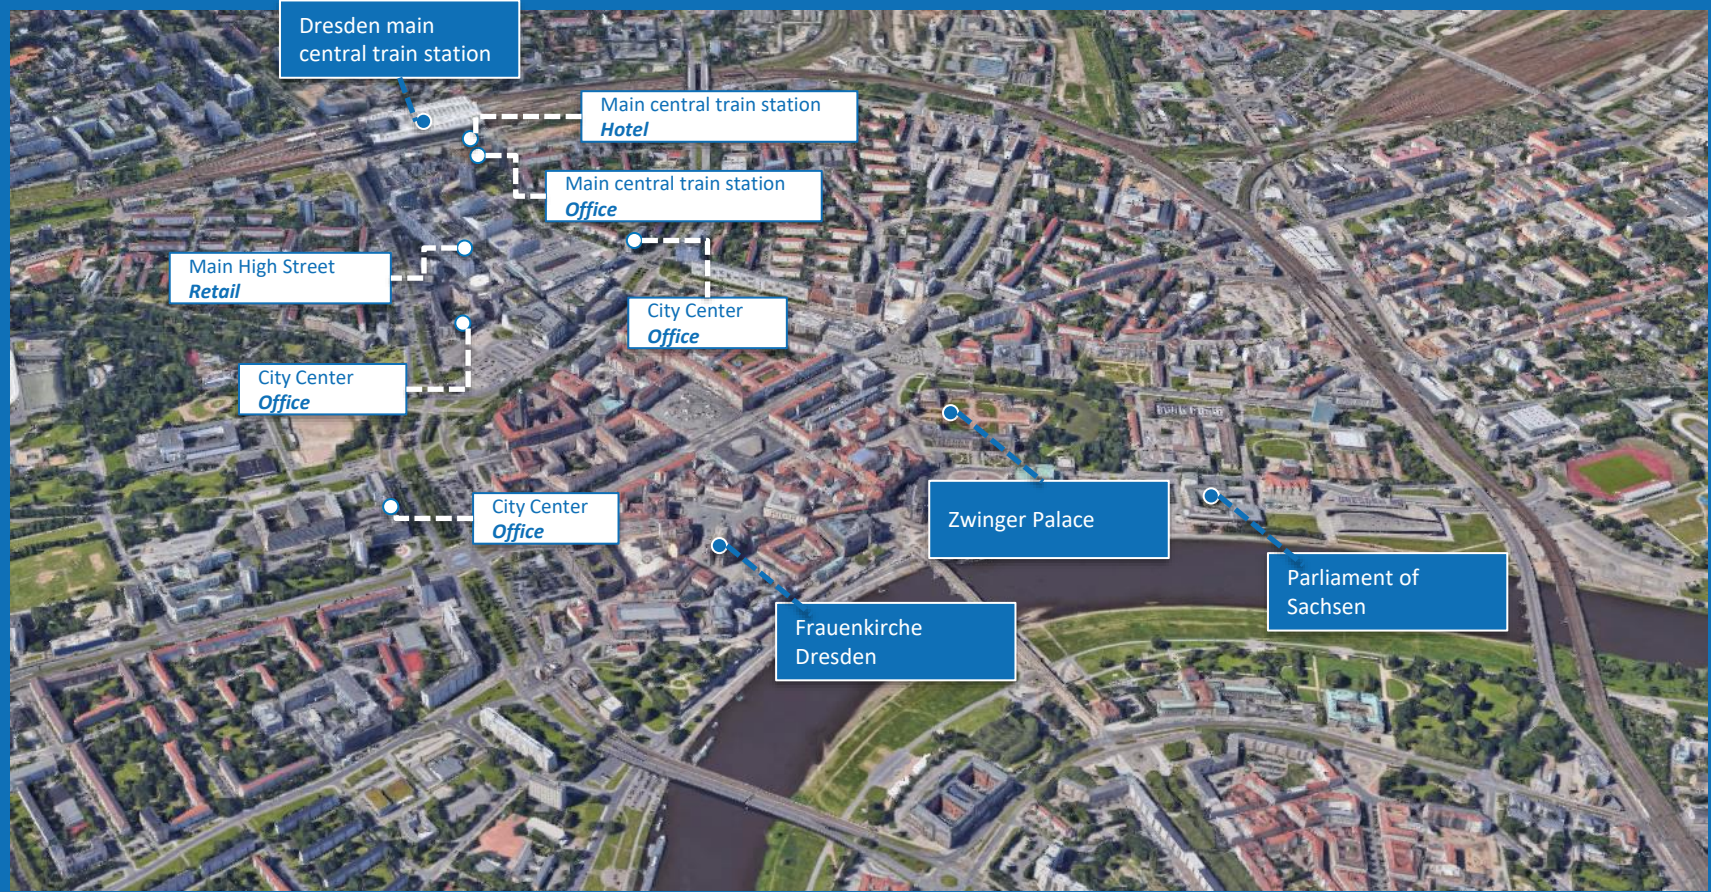 Dresden main
central train station
Main central train station
Hotel
Main central train station
Office
Main High Street
Retail
City Center
Office
City Center
Office
City Center
Office
Zwinger Palace
Parliament of
Sachsen
Frauenkirche
Dresden